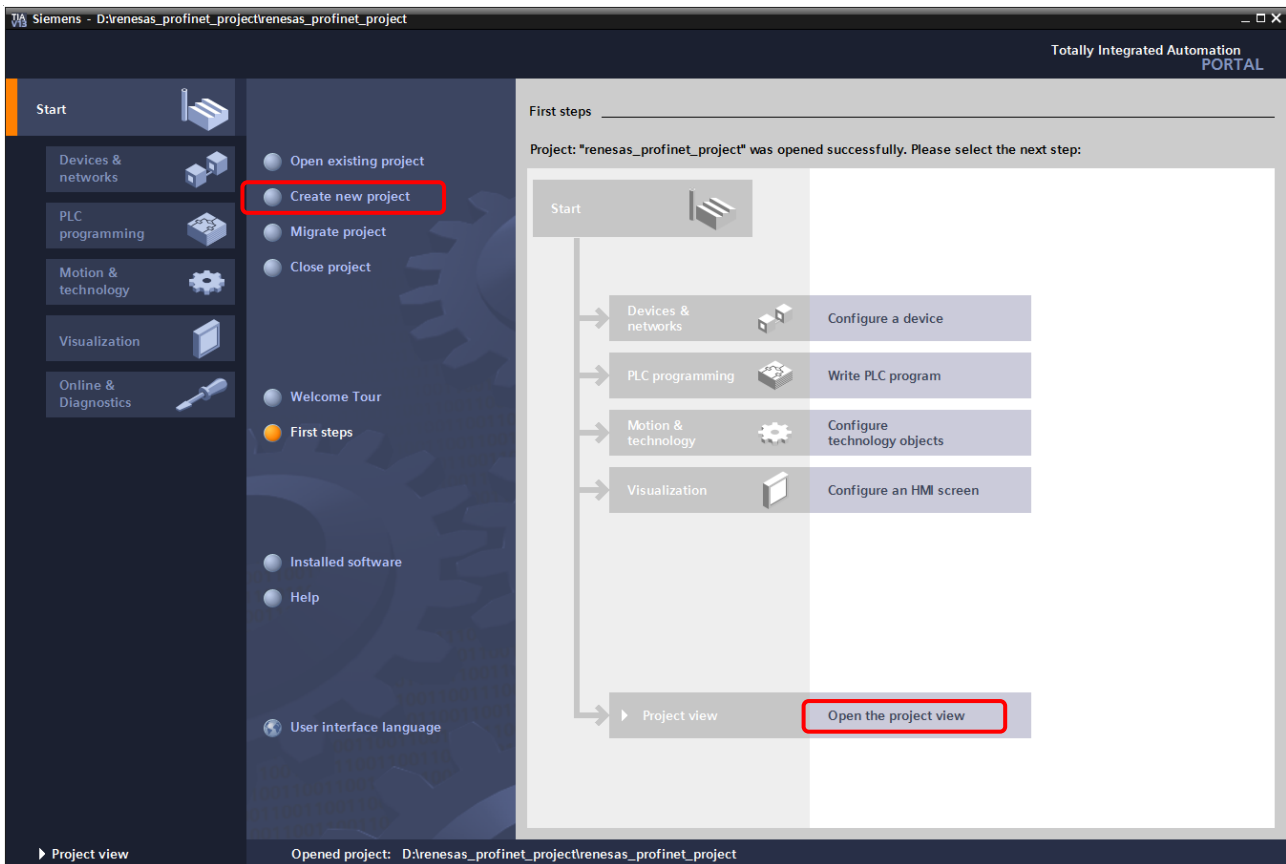 TIA V13 Siemens - D:\renesas_profinet_project\renesas_profinet_project
Totally Integrated Automation
PORTAL
Start
Devices &
networks
PLC
programming
Motion &
technology
Visualization
Online &
Diagnostics
Open existing project
Create new project
Migrate project
Close project
Welcome Tour
First steps
Installed software
Help
User interface language
First steps
Project: "renesas_profinet_project" was opened successfully. Please select the next step:
Start
Devices &
networks
Configure a device
PLC programming
Write PLC program
Motion &
technology
Configure
technology objects
Visualization
Configure an HMI screen
Project view
Open the project view
Project view
Opened project: D:\renesas_profinet_project\renesas_profinet_project